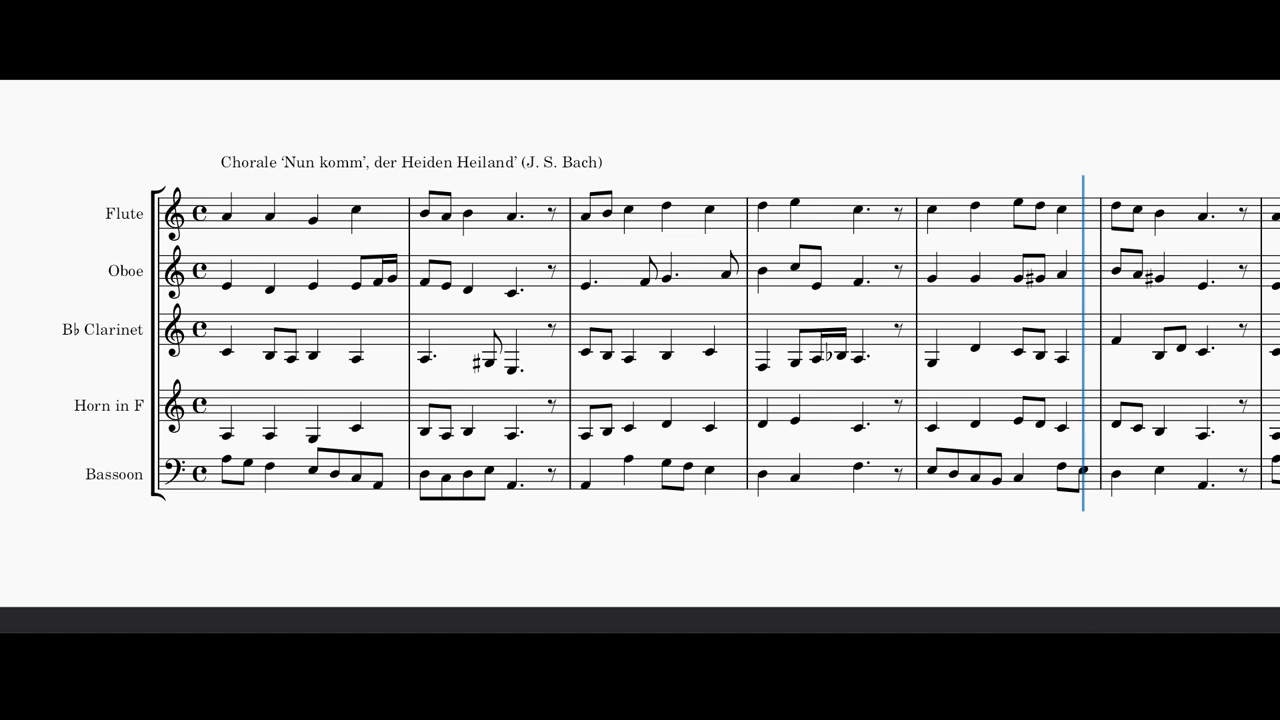 Chorale ‘Nun komm’, der Heiden Heiland’ (J. S. Bach)
Flute
Oboe
B♭ Clarinet
Horn in F
Bassoon